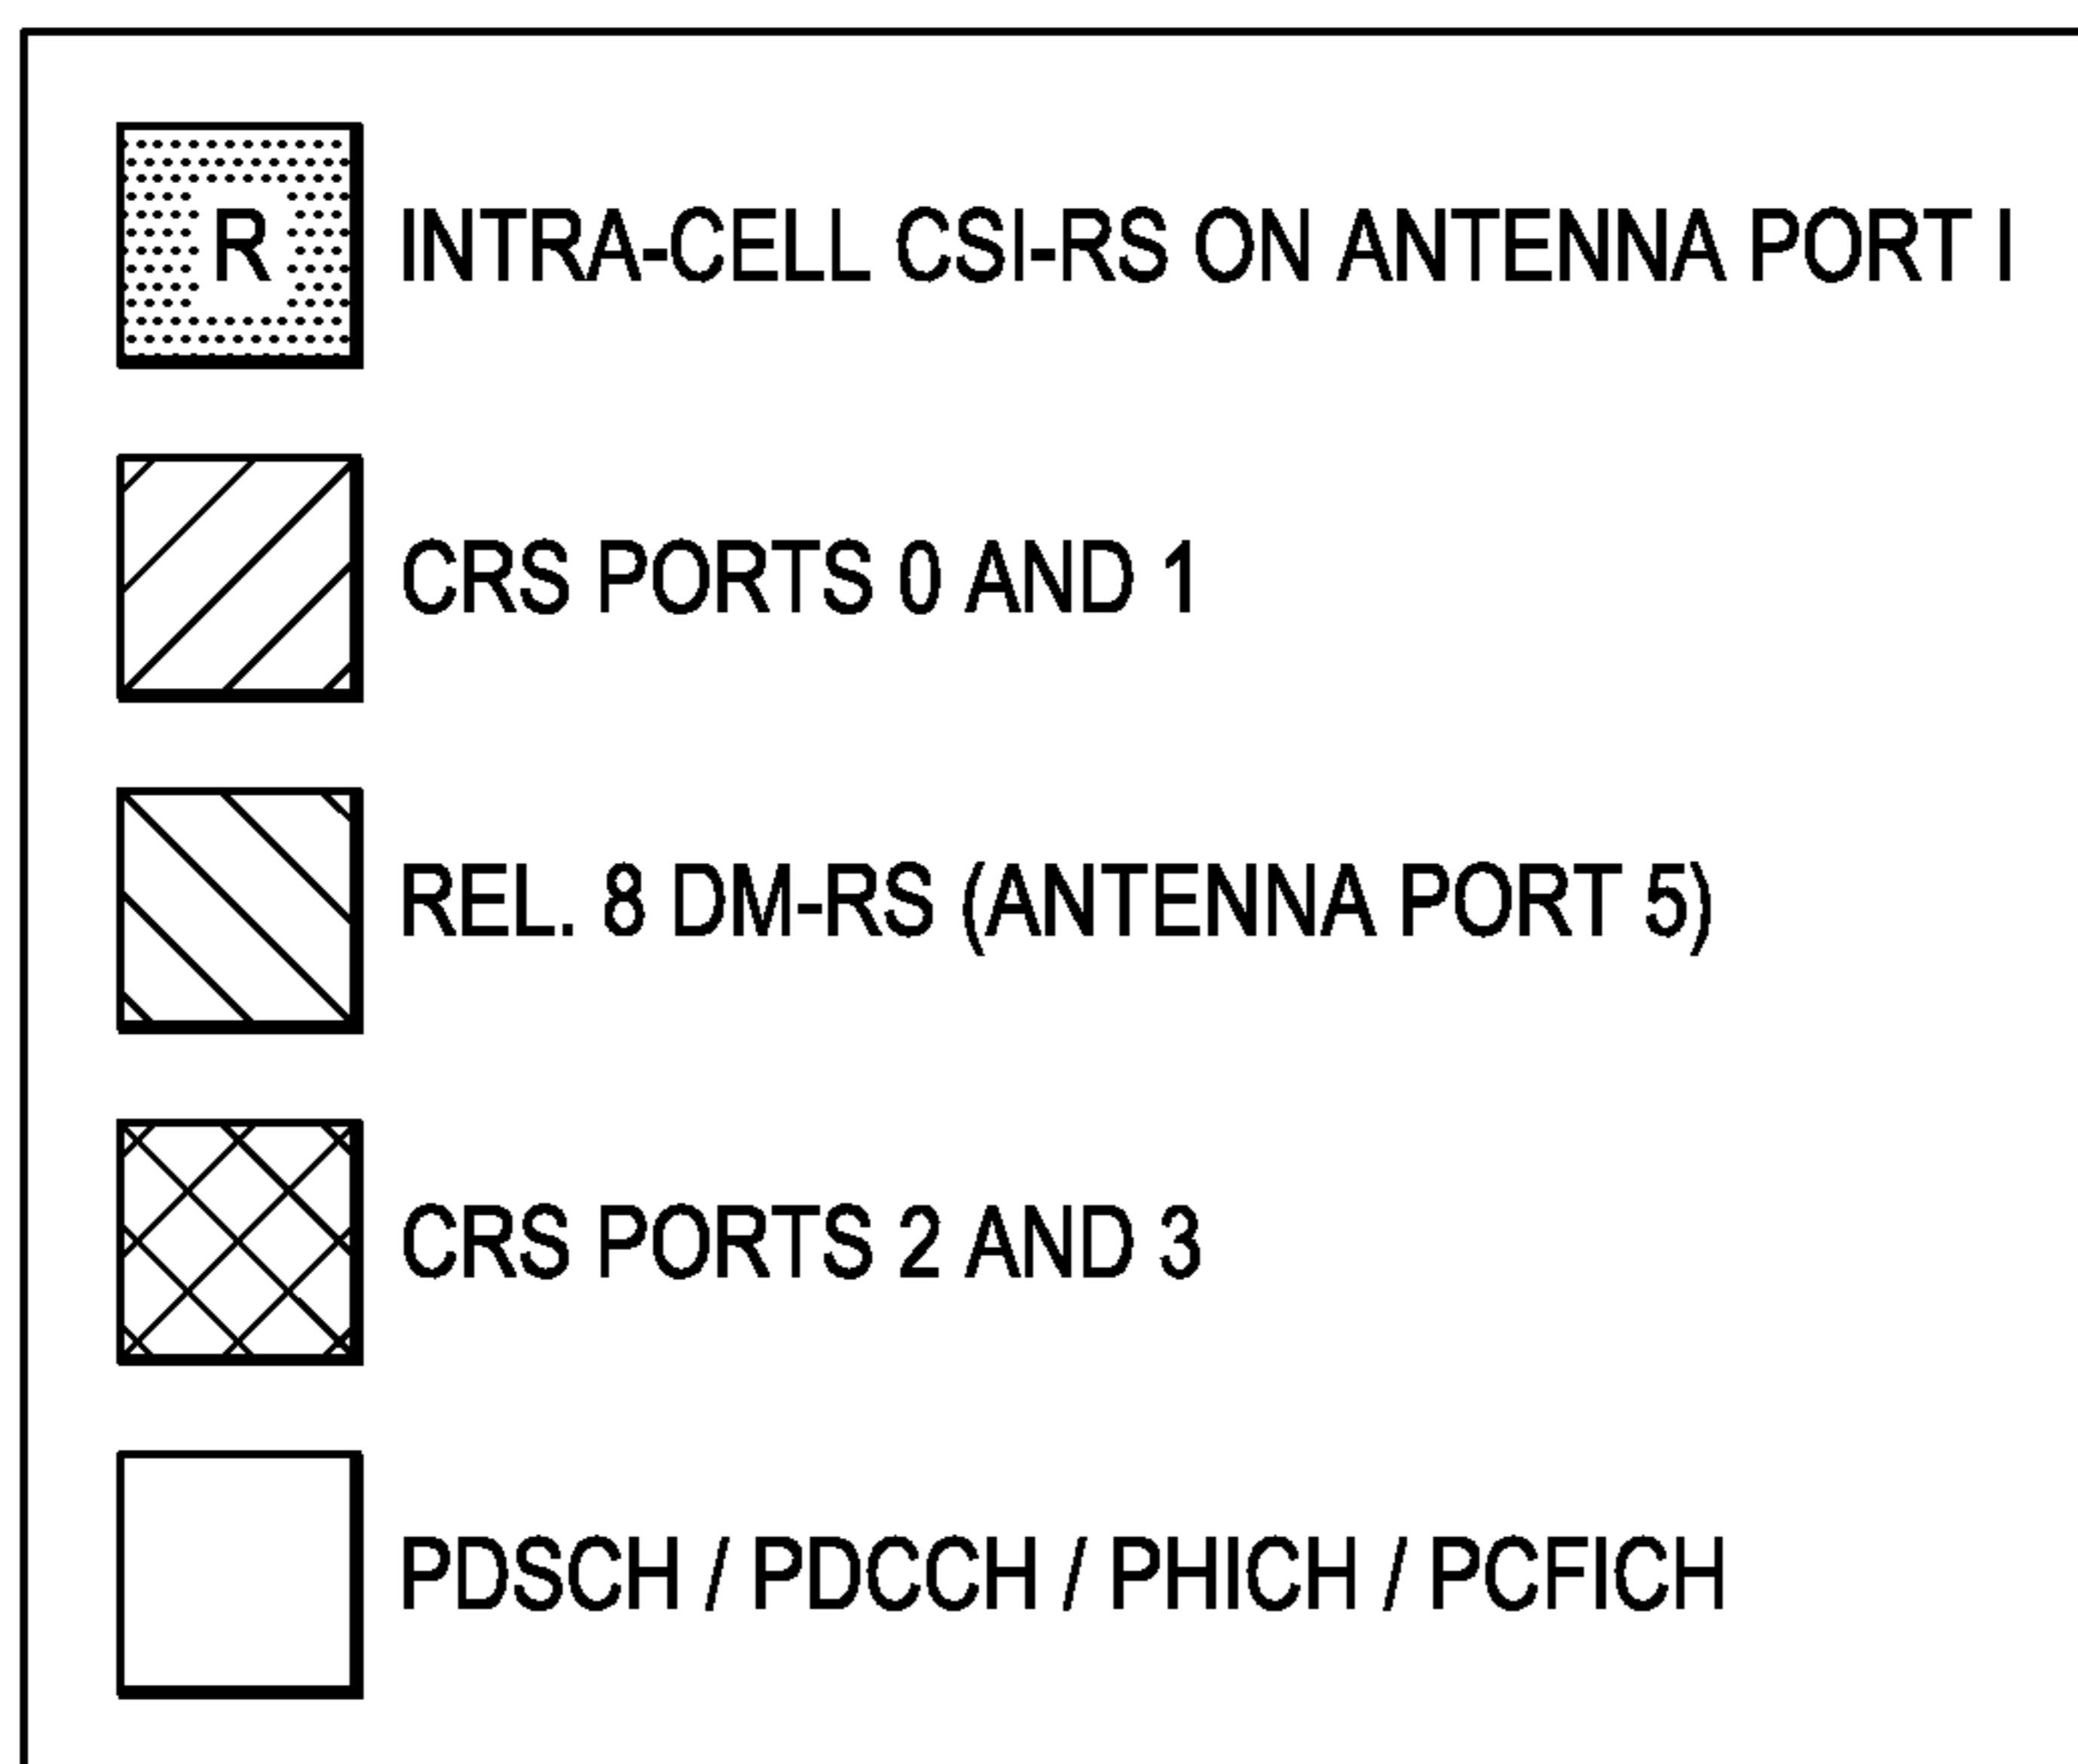 R INTRA-CELL CSI-RS ON ANTENNA PORT I
CRS PORTS 0 AND 1
REL. 8 DM-RS (ANTENNA PORT 5)
CRS PORTS 2 AND 3
PDSCH / PDCCH / PHICH / PCFICH